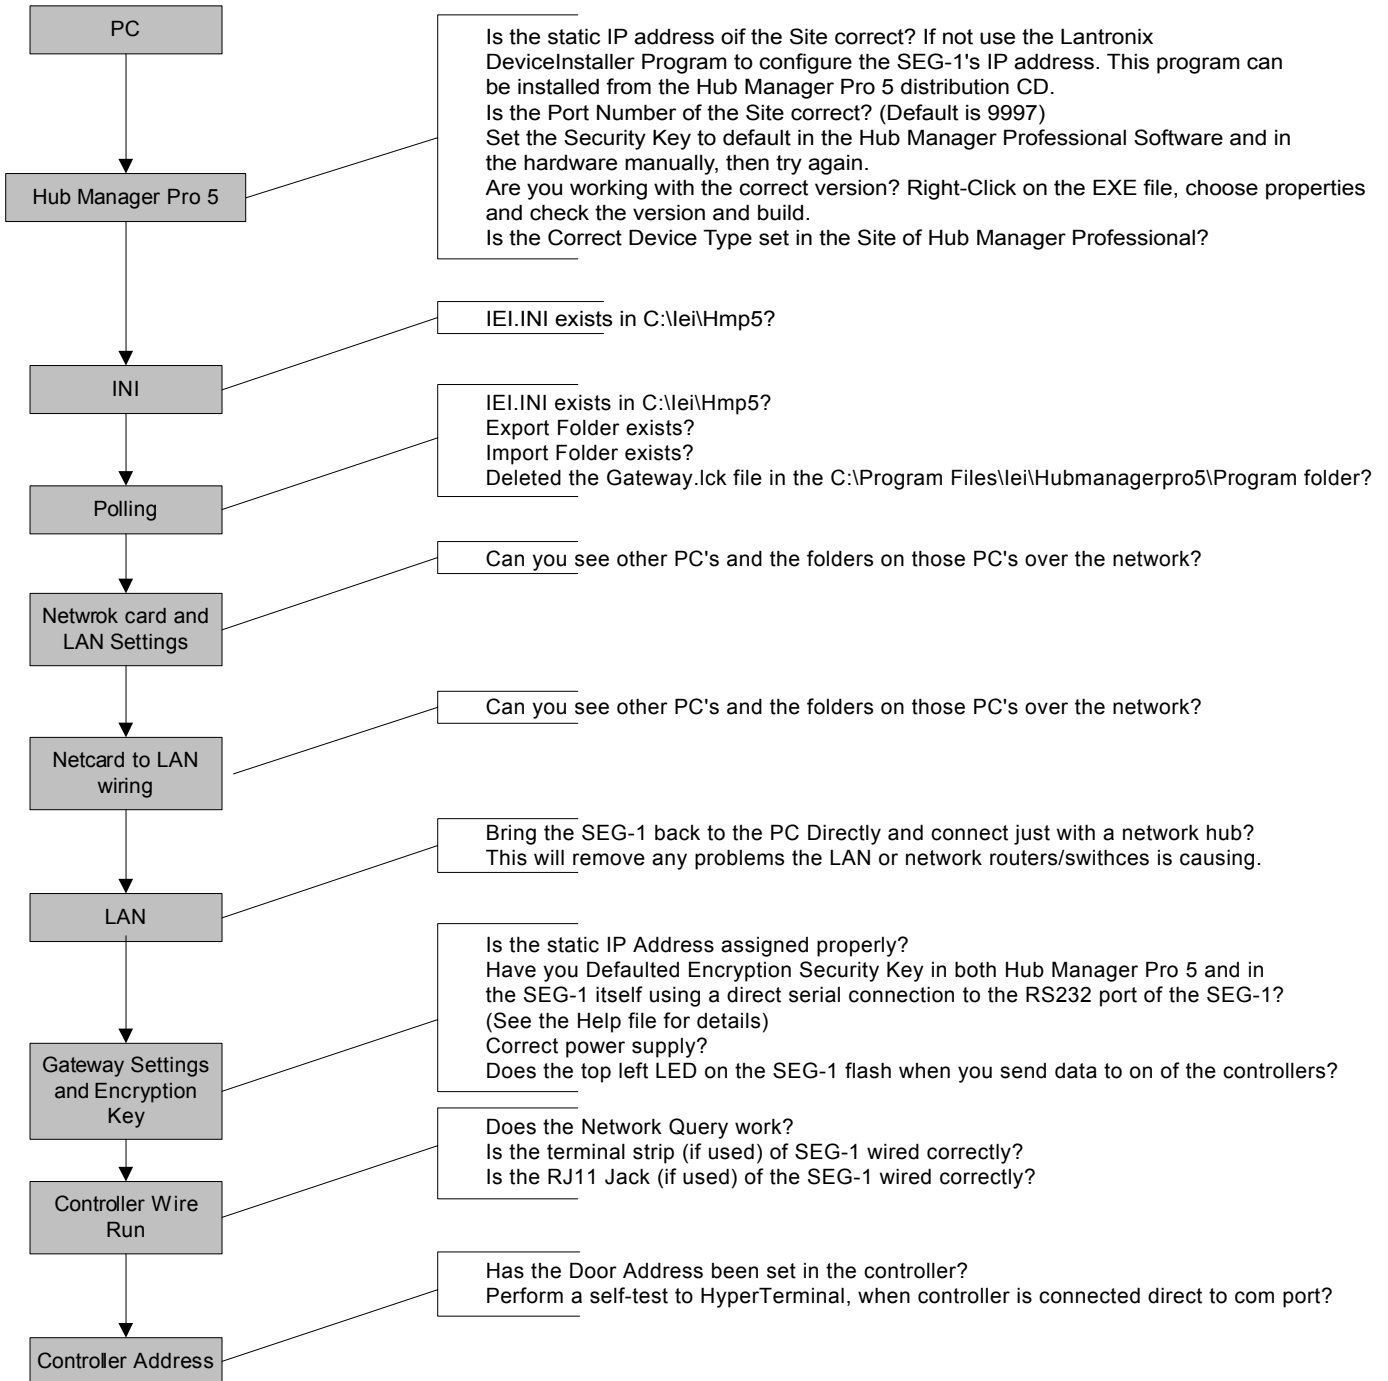 PC
Is the static IP address oif the Site correct? If not use the Lantronix
DeviceInstaller Program to configure the SEG-1's IP address. This program can
be installed from the Hub Manager Pro 5 distribution CD.
Is the Port Number of the Site correct? (Default is 9997)
Set the Security Key to default in the Hub Manager Professional Software and in
the hardware manually, then try again.
Are you working with the correct version? Right-Click on the EXE file, choose properties
and check the version and build.
Is the Correct Device Type set in the Site of Hub Manager Professional?
Hub Manager Pro 5
IEI.INI exists in C:\Iei\Hmp5?
INI
IEI.INI exists in C:\Iei\Hmp5?
Export Folder exists?
Import Folder exists?
Deleted the Gateway.lck file in the C:\Program Files\Iei\Hubmanagerpro5\Program folder?
Polling
Can you see other PC's and the folders on those PC's over the network?
Netwrok card and
LAN Settings
Can you see other PC's and the folders on those PC's over the network?
Netcard to LAN
wiring
Bring the SEG-1 back to the PC Directly and connect just with a network hub?
This will remove any problems the LAN or network routers/swithces is causing.
LAN
Is the static IP Address assigned properly?
Have you Defaulted Encryption Security Key in both Hub Manager Pro 5 and in
the SEG-1 itself using a direct serial connection to the RS232 port of the SEG-1?
(See the Help file for details)
Correct power supply?
Does the top left LED on the SEG-1 flash when you send data to on of the controllers?
Gateway Settings
and Encryption
Key
Does the Network Query work?
Is the terminal strip (if used) of SEG-1 wired correctly?
Is the RJ11 Jack (if used) of the SEG-1 wired correctly?
Controller Wire
Run
Has the Door Address been set in the controller?
Perform a self-test to HyperTerminal, when controller is connected direct to com port?
Controller Address